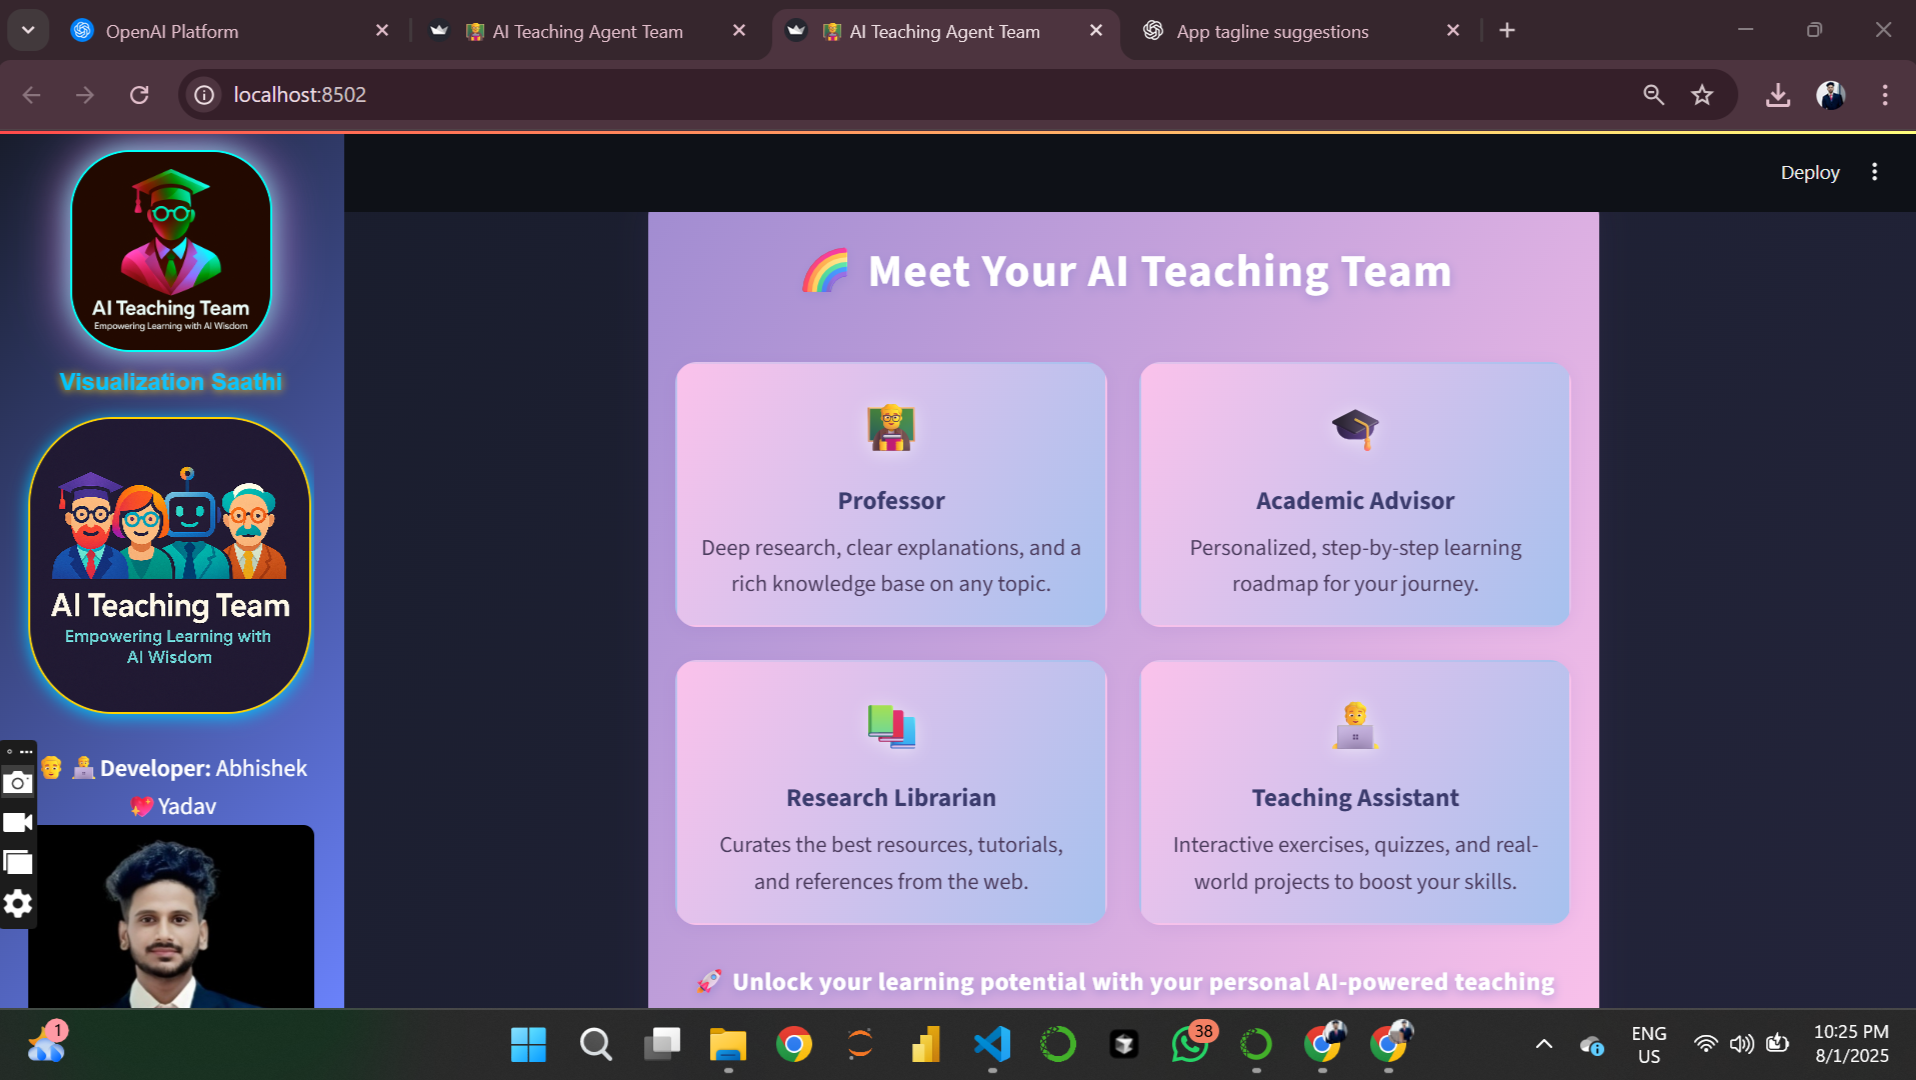 OpenAI Platform
AI Teaching Agent Team
AI Teaching Agent Team
App tagline suggestions
localhost:8502
Deploy
AI Teaching Team
Empowering Learning with AI Wisdom
Visualization Saathi
AI Teaching Team
Empowering Learning with
AI Wisdom
Developer: Abhishek
Yadav
Meet Your AI Teaching Team
Professor
Deep research, clear explanations, and a
rich knowledge base on any topic.
Academic Advisor
Personalized, step-by-step learning
roadmap for your journey.
Research Librarian
Curates the best resources, tutorials,
and references from the web.
Teaching Assistant
Interactive exercises, quizzes, and real-
world projects to boost your skills.
Unlock your learning potential with your personal AI-powered teaching
1
38
ENG
US
10:25 PM
8/1/2025